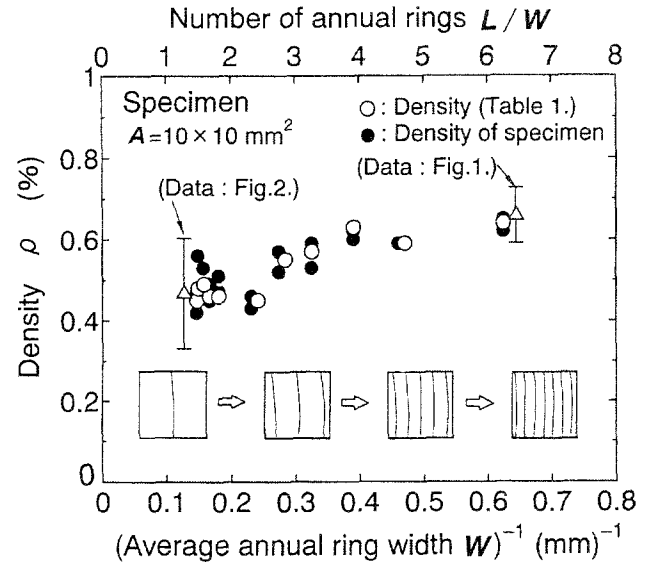 Number of annual rings L / W
0 1 2 3 4 5 6 7 8
1
0.8
0.6
0.4
0.2
0
Density ρ (%)
Specimen
A=10 × 10 mm²
○ : Density (Table 1.)
● : Density of specimen
(Data : Fig.1.)
(Data : Fig.2.)
0 0.1 0.2 0.3 0.4 0.5 0.6 0.7 0.8
(Average annual ring width W)⁻¹ (mm)⁻¹